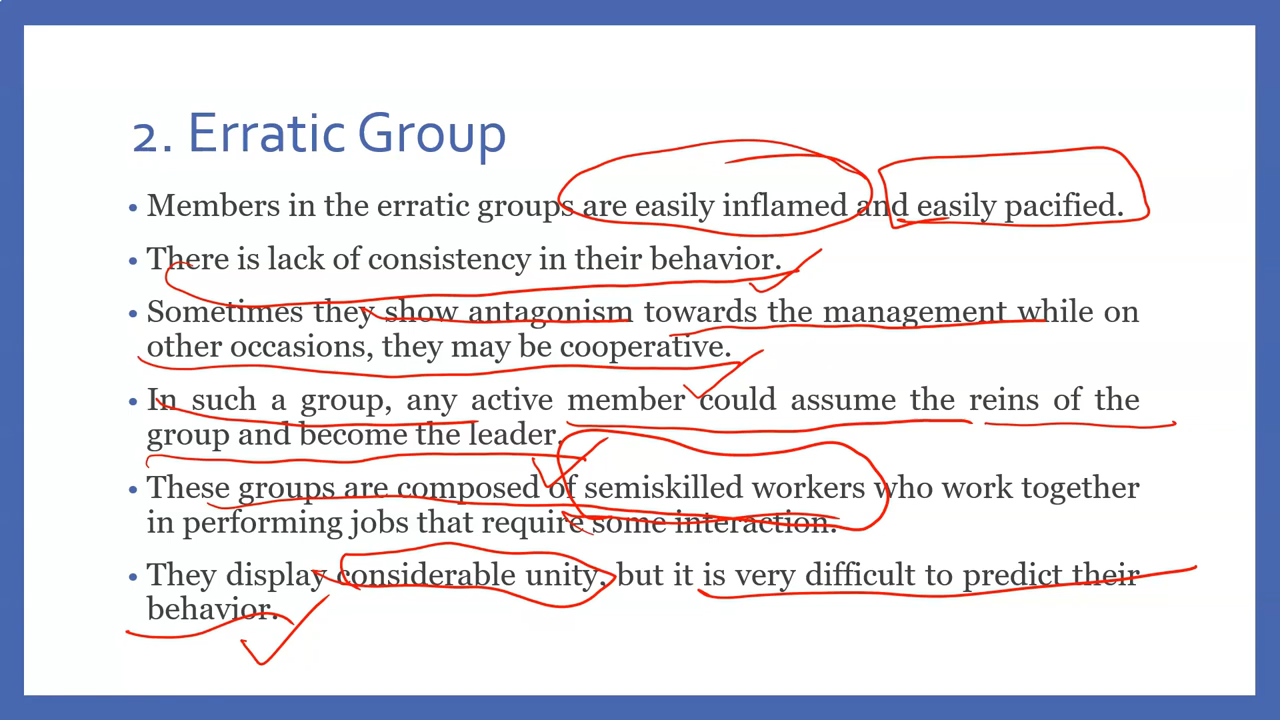 2. Erratic Group
• Members in the erratic groups are easily inflamed and easily pacified.
• There is lack of consistency in their behavior.
• Sometimes they show antagonism towards the management while on
other occasions, they may be cooperative.
• In such a group, any active member could assume the reins of the
group and become the leader.
• These groups are composed of semiskilled workers who work together
in performing jobs that require some interaction.
• They display considerable unity, but it is very difficult to predict their
behavior.